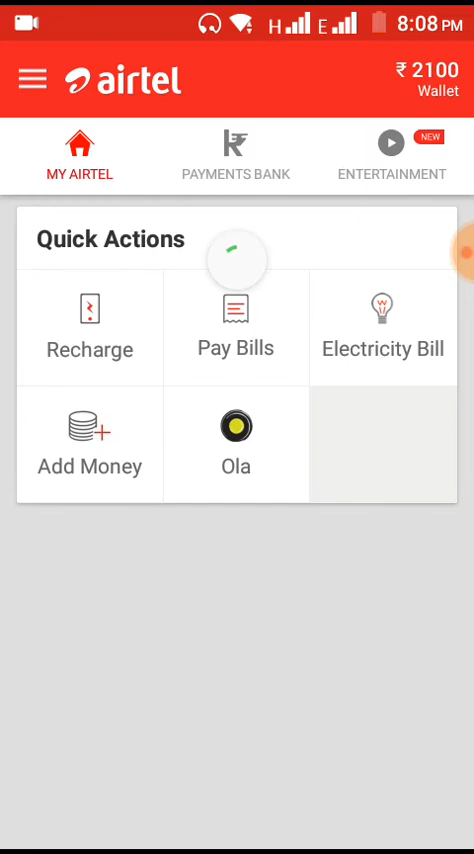 H E 8:08 PM
airtel
₹ 2100
Wallet
MY AIRTEL
PAYMENTS BANK
ENTERTAINMENT
NEW
Quick Actions
Recharge
Pay Bills
Electricity Bill
Add Money
Ola